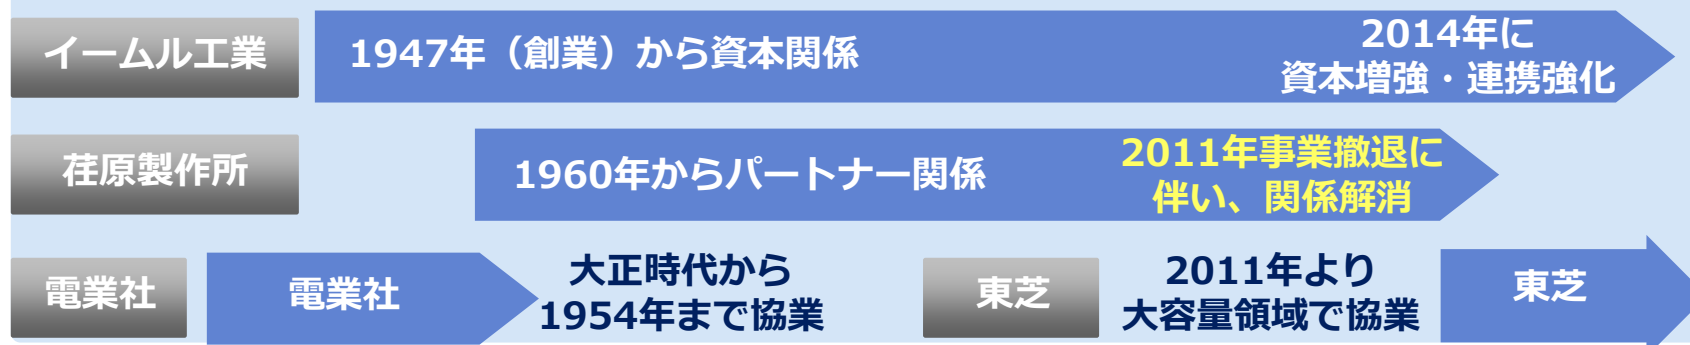 イームル工業
1947年（創業）から資本関係
2014年に
資本増強・連携強化
荏原製作所
1960年からパートナー関係
2011年事業撤退に
伴い、関係解消
電業社
電業社
大正時代から
1954年まで協業
東芝
2011年より
大容量領域で協業
東芝